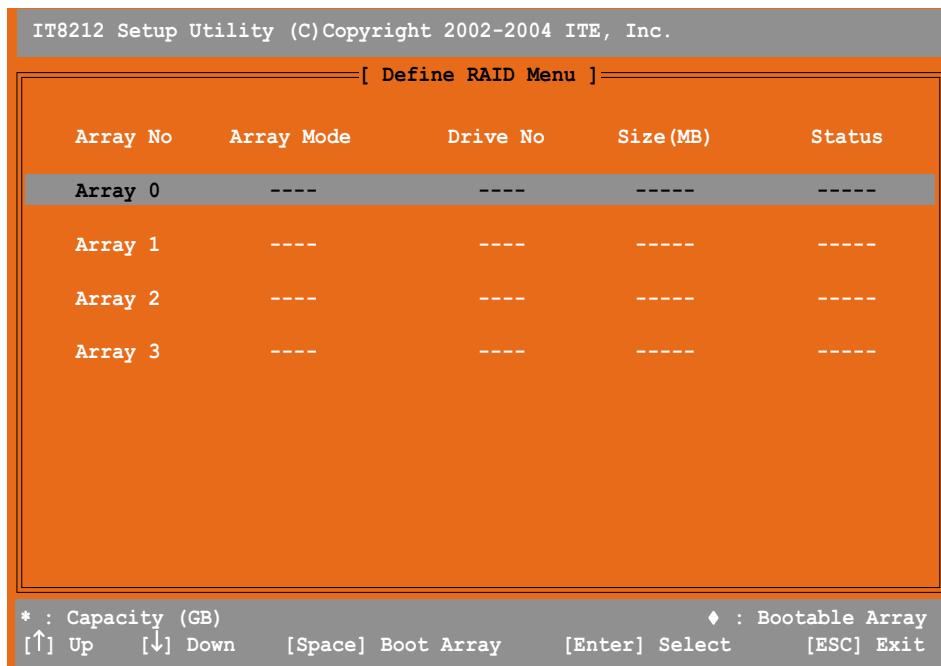 IT8212 Setup Utility (C)Copyright 2002-2004 ITE, Inc.
[ Define RAID Menu ]
Array No Array Mode Drive No Size(MB) Status
Array 0 ---- ---- ----- -----
Array 1 ---- ---- ----- -----
Array 2 ---- ---- ----- -----
Array 3 ---- ---- ----- -----
* : Capacity (GB) ♦ : Bootable Array
[↑] Up [↓] Down [Space] Boot Array [Enter] Select [ESC] Exit